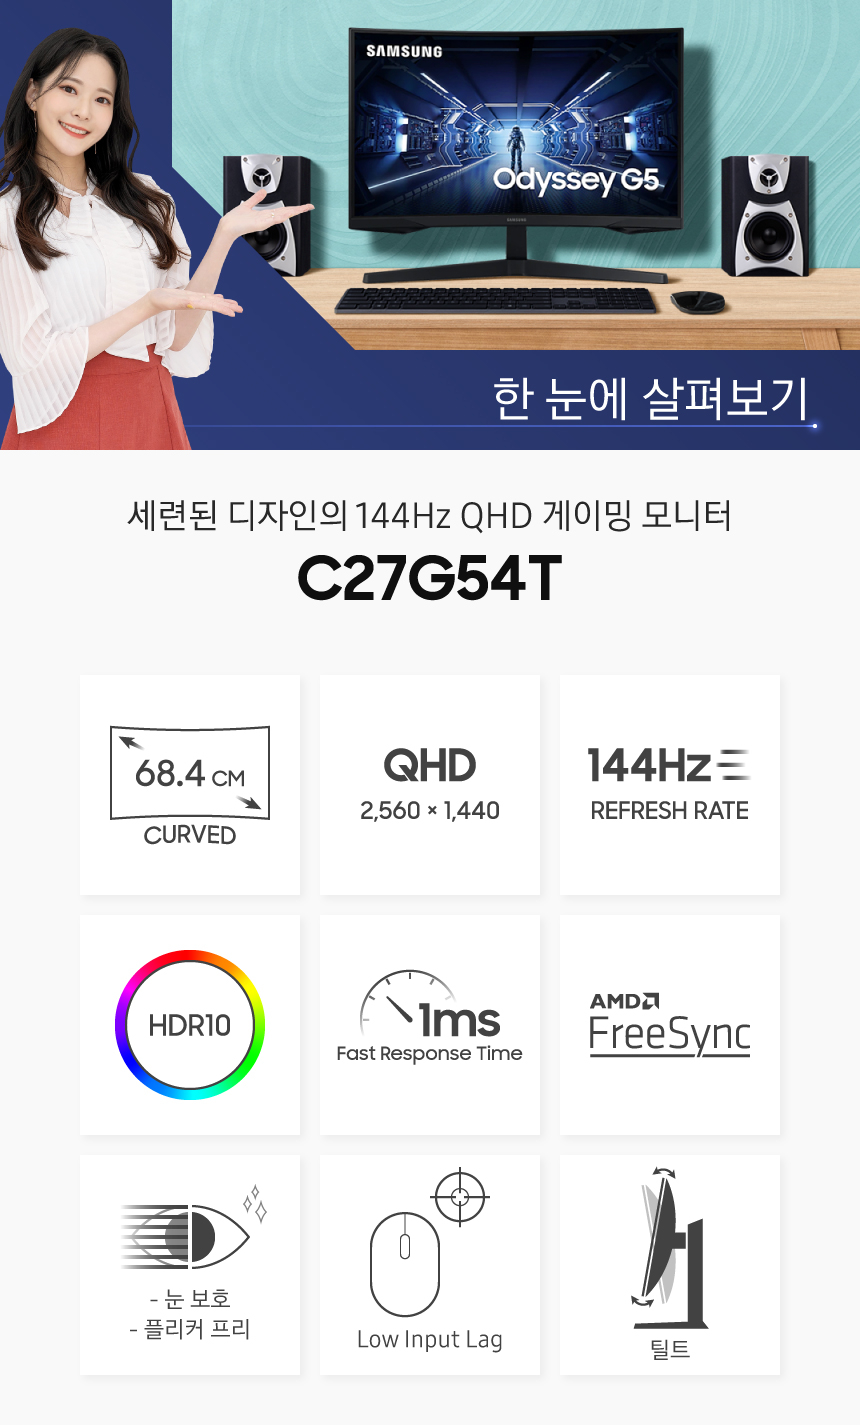 SAMSUNG
Odyssey G5
SAMSUNG
한 눈에 살펴보기
세련된 디자인의 144Hz QHD 게이밍 모니터
C27G54T
68.4 CM
CURVED
QHD
2,560 × 1,440
144Hz
REFRESH RATE
HDR10
1ms
Fast Response Time
AMD
FreeSync
- 눈 보호
- 플리커 프리
Low Input Lag
틸트